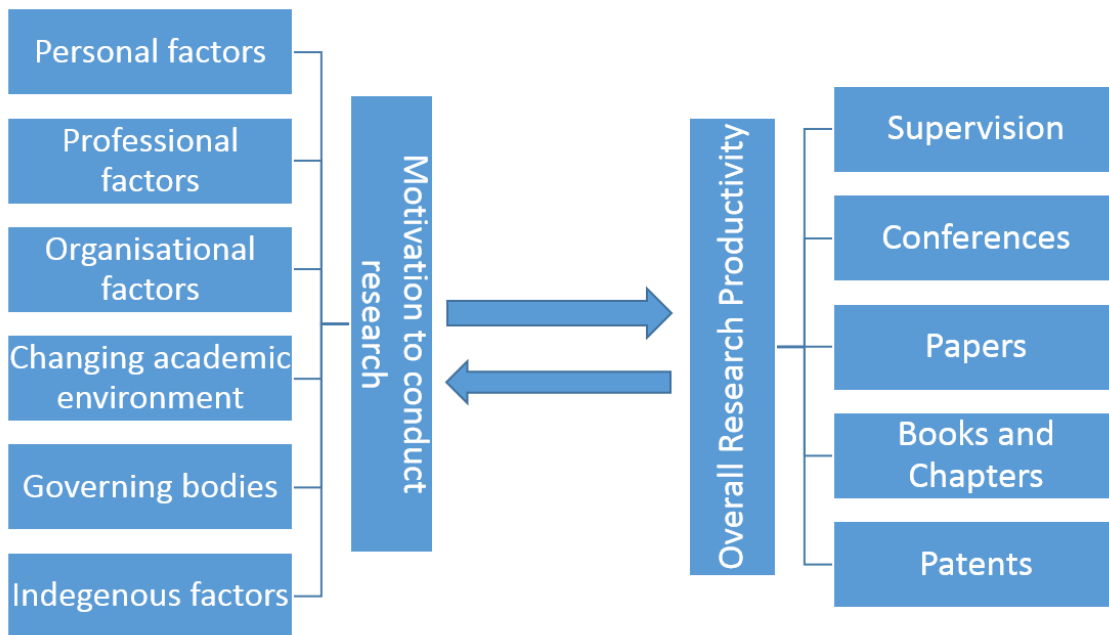 Personal factors
Professional
factors
Organisational
factors
Changing academic
environment
Governing bodies
Indegenous factors
Motivation to conduct
research
Overall Research Productivity
Supervision
Conferences
Papers
Books and
Chapters
Patents